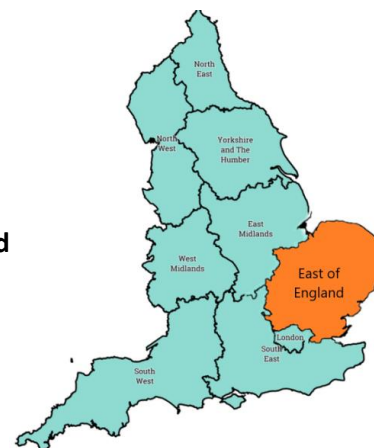 North
East
North
West
Yorkshire
and The
Humber
d
East
Midlands
West
Midlands
East of
England
London
South
East
South
West